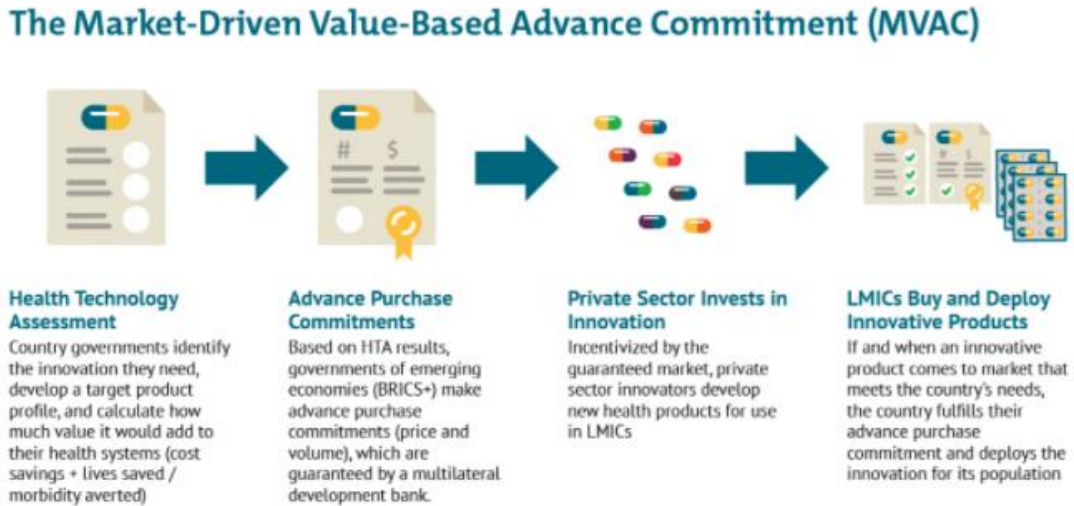 The Market-Driven Value-Based Advance Commitment (MVAC)
# $
Health Technology
Assessment
Country governments identify
the innovation they need,
develop a target product
profile, and calculate how
much value it would add to
their health systems (cost
savings + lives saved /
morbidity averted)
Advance Purchase
Commitments
Based on HTA results,
governments of emerging
economies (BRICS+) make
advance purchase
commitments (price and
volume), which are
guaranteed by a multilateral
development bank.
Private Sector Invests in
Innovation
Incentivized by the
guaranteed market, private
sector innovators develop
new health products for use
in LMICs
LMICs Buy and Deploy
Innovative Products
If and when an innovative
product comes to market that
meets the country's needs,
the country fulfills their
advance purchase
commitment and deploys the
innovation for its population